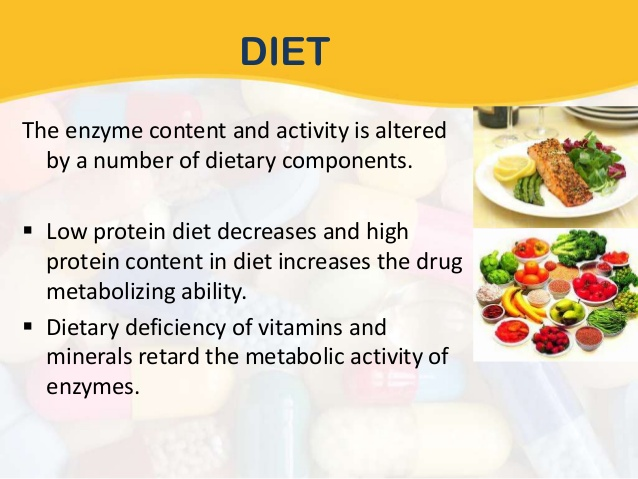 DIET
The enzyme content and activity is altered
by a number of dietary components.
▪ Low protein diet decreases and high
protein content in diet increases the drug
metabolizing ability.
▪ Dietary deficiency of vitamins and
minerals retard the metabolic activity of
enzymes.